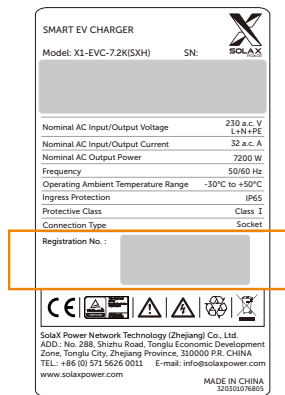 SMART EV CHARGER
Model: X1-EVC-7.2K(SXH) SN:
SOLAX
POWER
Nominal AC Input/Output Voltage 230 a.c. V
L+N+PE
Nominal AC Input/Output Current 32 a.c. A
Nominal AC Output Power 7200 W
Frequency 50/60 Hz
Operating Ambient Temperature Range -30°C to +50°C
Ingress Protection IP65
Protective Class Class I
Connection Type Socket
Registration No. :
CE
SolaX Power Network Technology (Zhejiang) Co., Ltd.
ADD.: No. 288, Shizhu Road, Tonglu Economic Development
Zone, Tonglu City, Zhejiang Province, 310000 P.R. CHINA
TEL.: +86 (0) 571 5626 0011 E-mail: info@solaxpower.com
www.solaxpower.com
MADE IN CHINA
320301076805